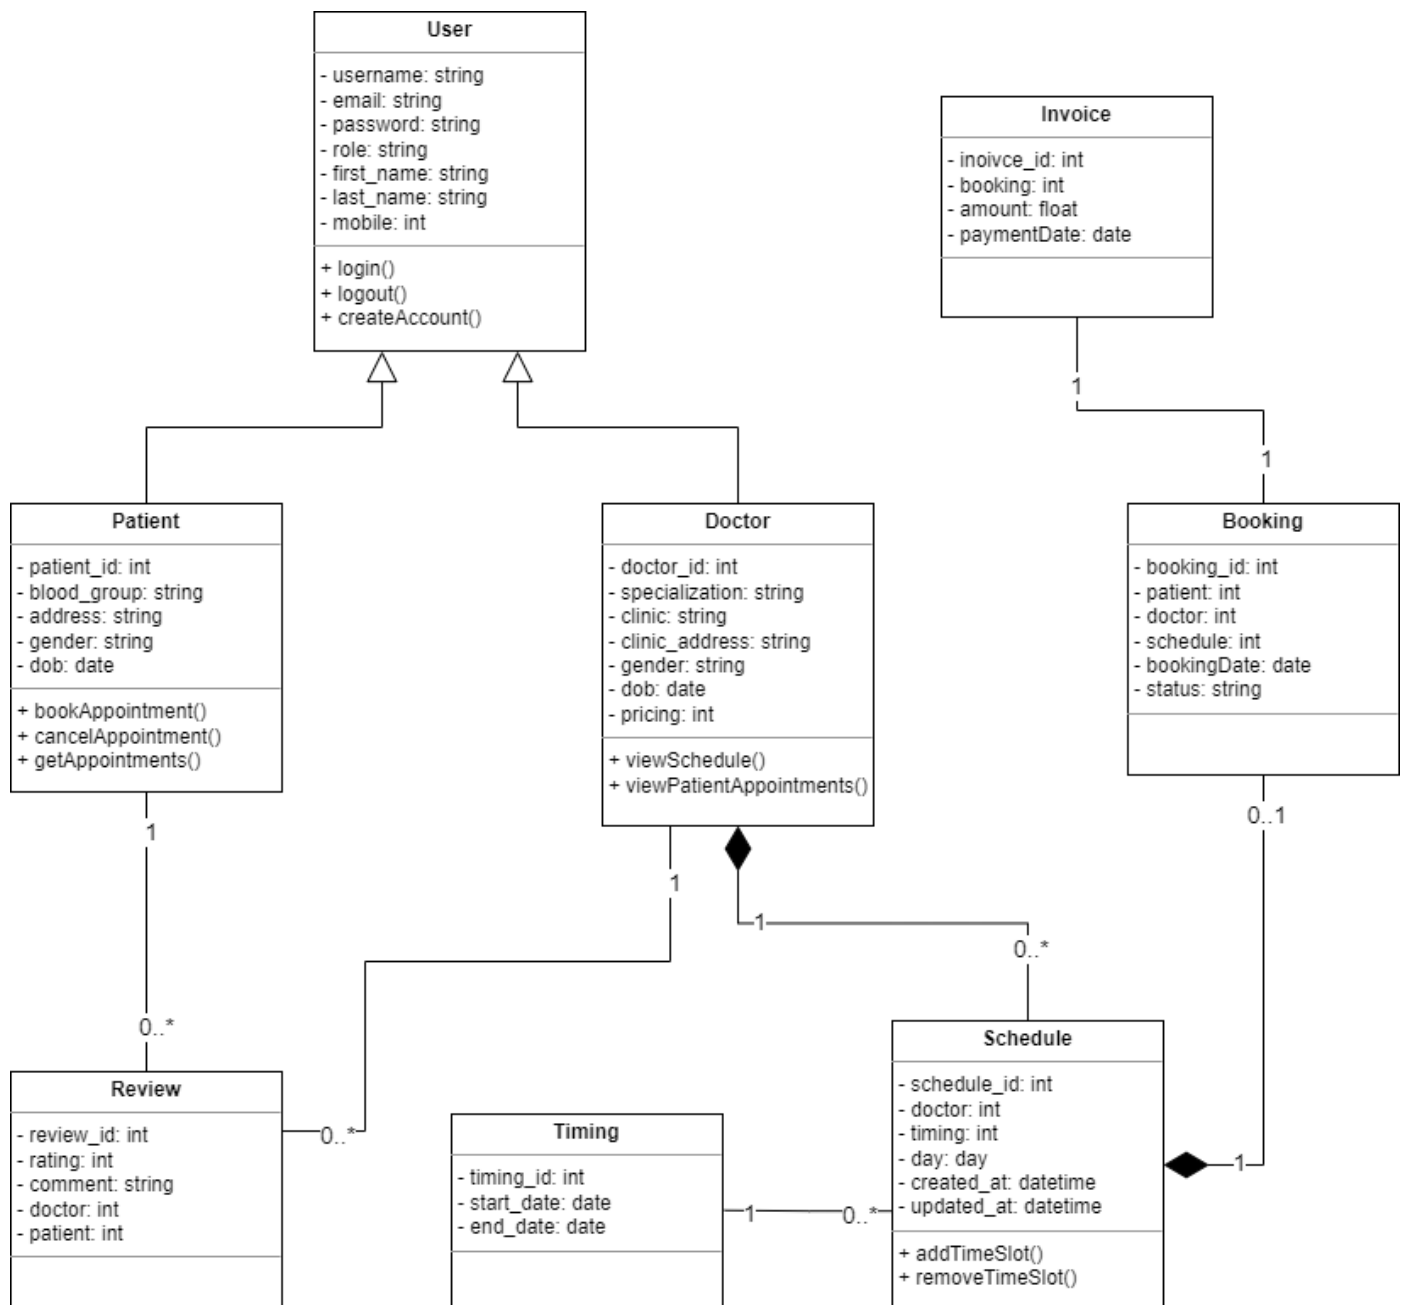 User
- username: string
- email: string
- password: string
- role: string
- first_name: string
- last_name: string
- mobile: int
+ login()
+ logout()
+ createAccount()
Invoice
- inoivce_id: int
- booking: int
- amount: float
- paymentDate: date
1
1
Patient
- patient_id: int
- blood_group: string
- address: string
- gender: string
- dob: date
+ bookAppointment()
+ cancelAppointment()
+ getAppointments()
Doctor
- doctor_id: int
- specialization: string
- clinic: string
- clinic_address: string
- gender: string
- dob: date
- pricing: int
+ viewSchedule()
+ viewPatientAppointments()
Booking
- booking_id: int
- patient: int
- doctor: int
- schedule: int
- bookingDate: date
- status: string
1
0..*
1
0..*
1
0..*
0..1
1
Review
- review_id: int
- rating: int
- comment: string
- doctor: int
- patient: int
Timing
- timing_id: int
- start_date: date
- end_date: date
1
0..*
Schedule
- schedule_id: int
- doctor: int
- timing: int
- day: day
- created_at: datetime
- updated_at: datetime
+ addTimeSlot()
+ removeTimeSlot()